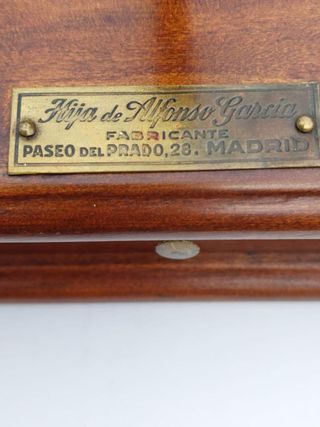 Hija de Alfonso Garcia
FABRICANTE
PASEO DEL PRADO, 28. MADRID